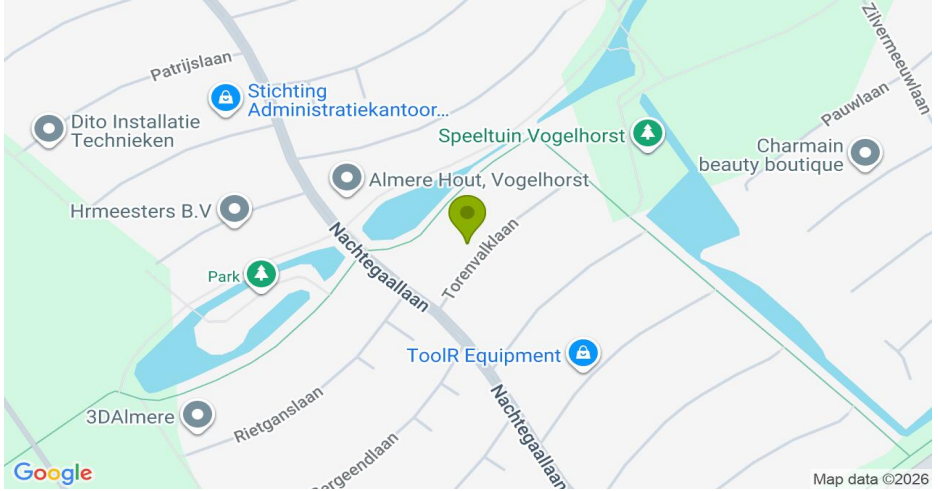 Zilvermeeuwlaan
Patrijslaan
Stichting
Administratiekantoor...
Pauwlaan
Dito Installatie
Technieken
Speeltuin Vogelhorst
Charmain
beauty boutique
Almere Hout, Vogelhorst
Hrmeesters B.V
Nachtegaallaan
Torenvalklaan
Park
ToolR Equipment
Nachtegaallaan
3DAlmere
Rietganslaan
Google
Map data ©2026